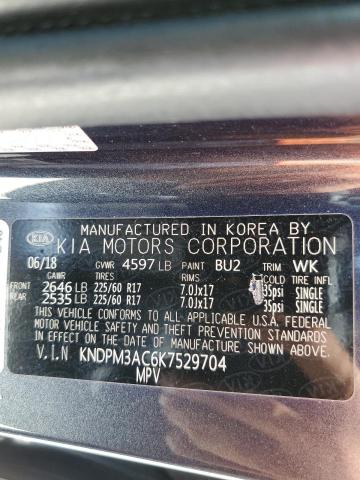 MANUFACTURED IN KOREA BY
KIA KIA MOTORS CORPORATION
06/18 GVWR 4597 LB PAINT BU2 TRIM WK
GAWR TIRES RIMS COLD
FRONT 2646 LB 225/60 R17 7.0JX17 35psi SINGLE
REAR 2535 LB 225/60 R17 7.0JX17 35psi SINGLE
THIS VEHICLE CONFORMS TO ALL APPLICABLE U.S.A. FEDERAL
MOTOR VEHICLE SAFETY AND THEFT PREVENTION STANDARDS
IN EFFECT ON THE DATE OF MANUFACTURE SHOWN ABOVE.
V.I.N KNDPM3AC6K7529704
MPV